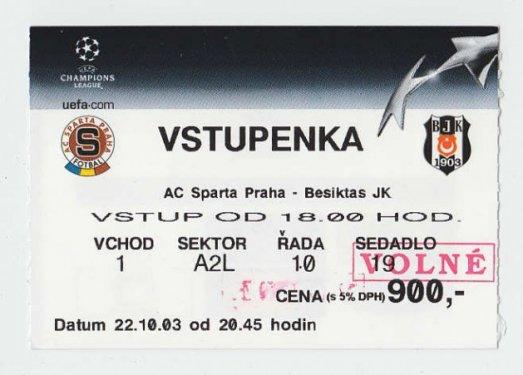 UEFA
CHAMPIONS
LEAGUE.
uefa.com
AC SPARTA PRAHA
S
FOTBAL
VSTUPENKA
BJK
1903
AC Sparta Praha - Besiktas JK
VSTUP OD 18.00 HOD.
VCHOD SEKTOR ŘADA SEDADLO
1 A2L 10 19
VOLNÉ
CENA (s 5% DPH) 900,-
Datum 22.10.03 od 20.45 hodin